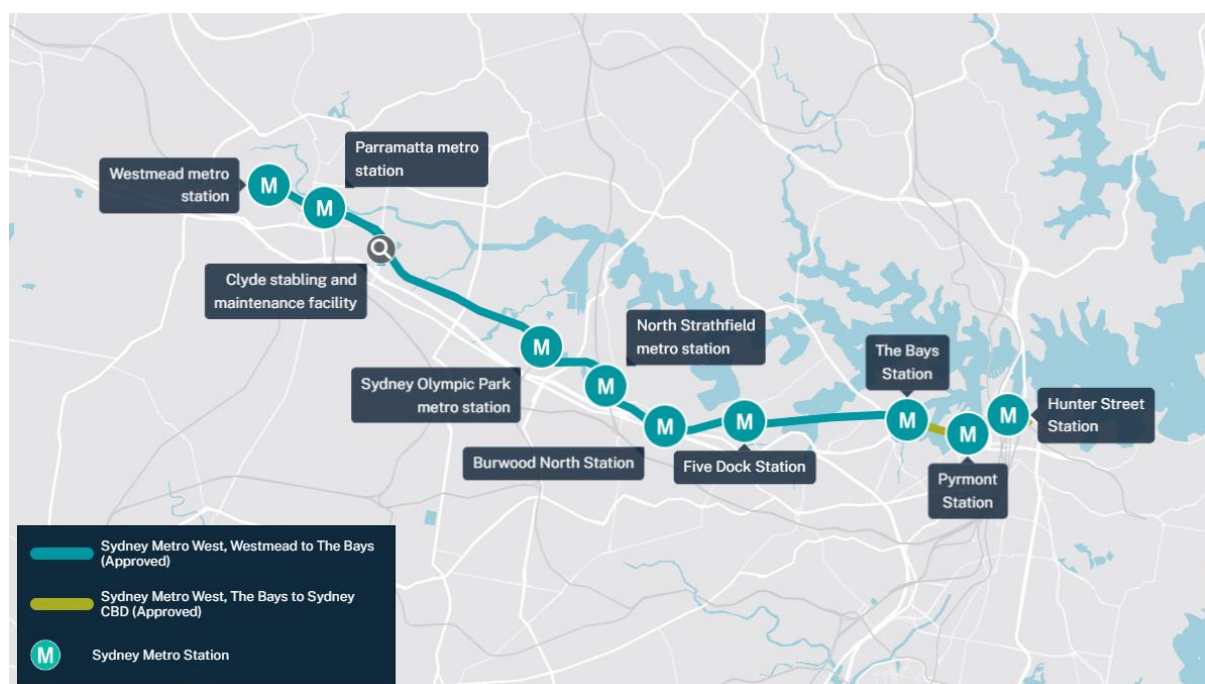 Westmead metro
station
M
Parramatta metro
station
M
Clyde stabling and
maintenance facility
Sydney Olympic Park
metro station
M
North Strathfield
metro station
M
Burwood North Station
M
Five Dock Station
M
The Bays
Station
M
Pyrmont
Station
M
Hunter Street
Station
M
Sydney Metro West, Westmead to The Bays
(Approved)
Sydney Metro West, The Bays to Sydney
CBD (Approved)
M
Sydney Metro Station